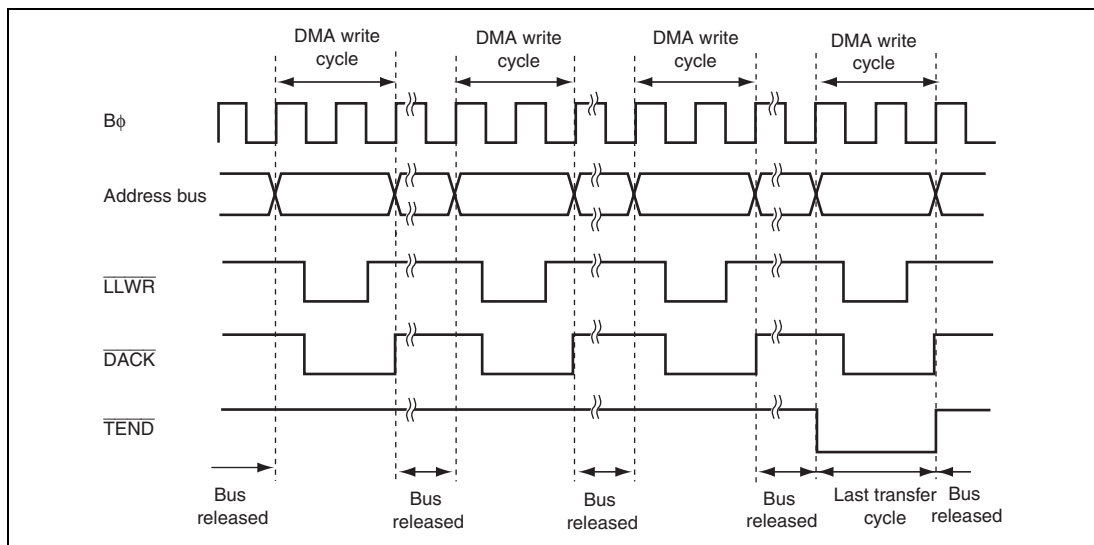 DMA write
cycle
DMA write
cycle
DMA write
cycle
DMA write
cycle
Bϕ
Address bus
LLWR
DACK
TEND
Bus
released
Bus
released
Bus
released
Bus
released
Last transfer
cycle
Bus
released